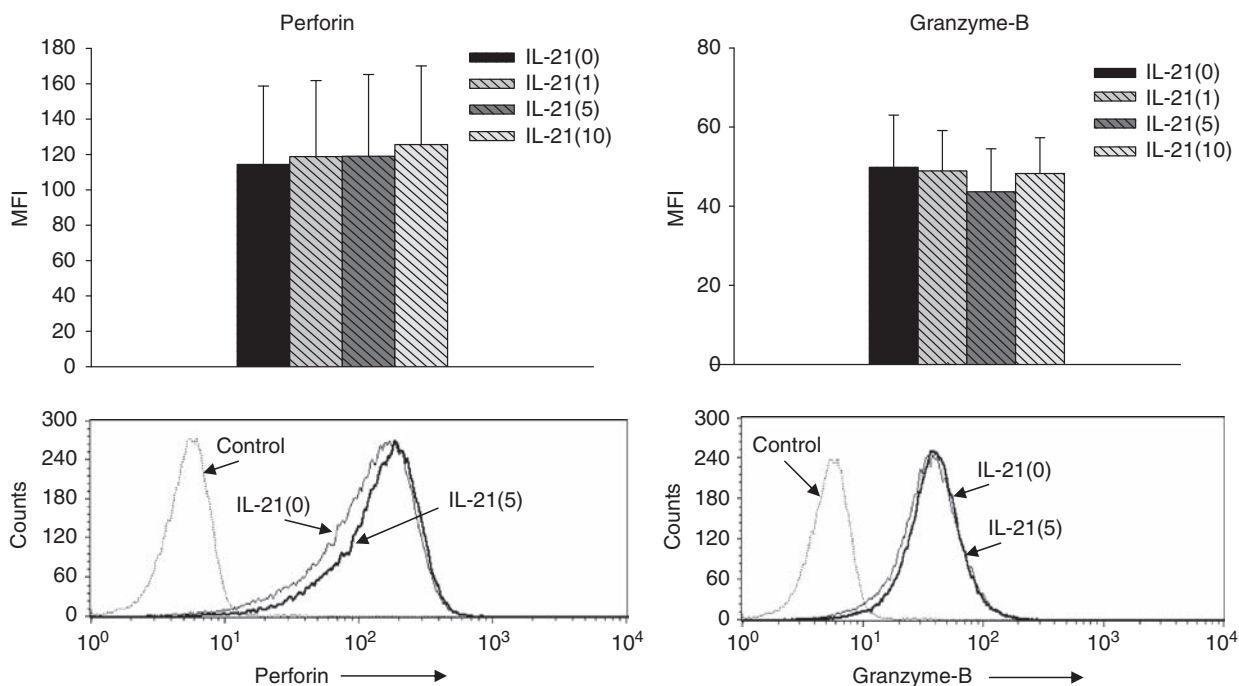 Perforin
180
160
140
120
100
80
60
40
20
0
MFI
IL-21(0)
IL-21(1)
IL-21(5)
IL-21(10)
Granzyme-B
80
60
40
20
0
MFI
IL-21(0)
IL-21(1)
IL-21(5)
IL-21(10)
300
240
180
120
60
0
Counts
Control
IL-21(0)
IL-21(5)
10⁰ 10¹ 10² 10³ 10⁴
Perforin
300
240
180
120
60
0
Counts
Control
IL-21(0)
IL-21(5)
10⁰ 10¹ 10² 10³ 10⁴
Granzyme-B